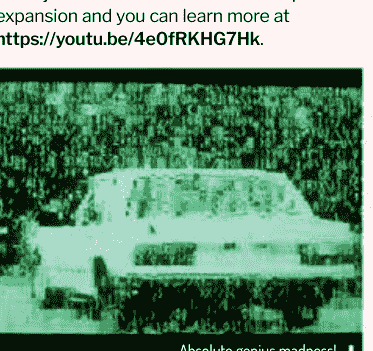 expansion and you can learn more at
https://youtu.be/4e0fRKHG7Hk.
Absolute genius madness!